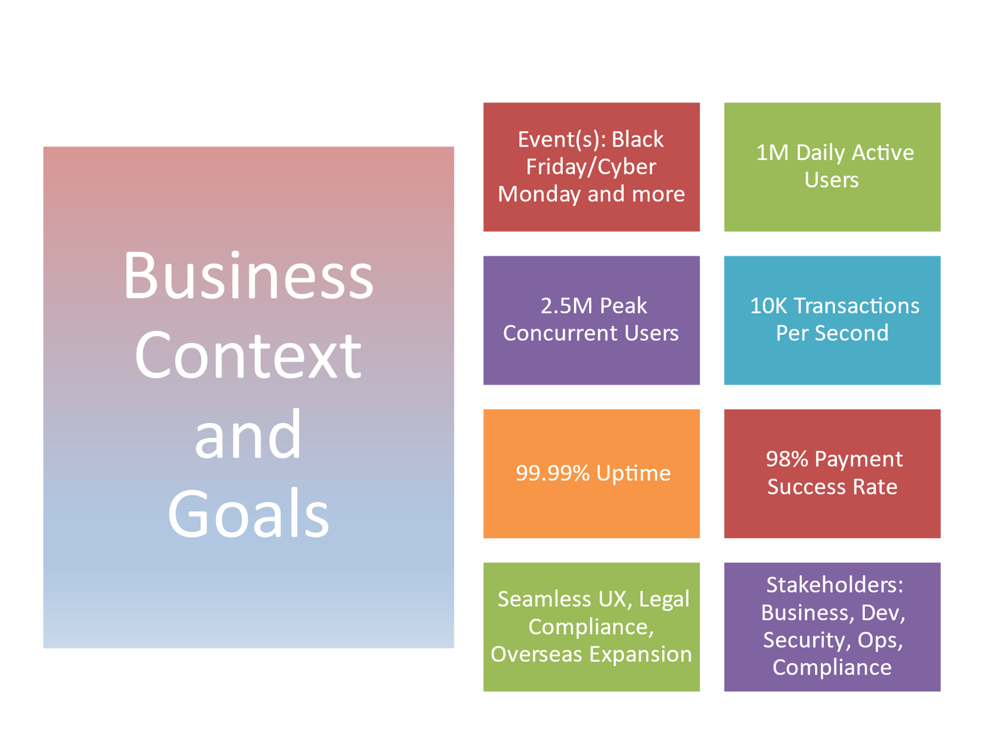 Business
Context
and
Goals
Event(s): Black
Friday/Cyber
Monday and more
1M Daily Active
Users
2.5M Peak
Concurrent Users
10K Transactions
Per Second
99.99% Uptime
98% Payment
Success Rate
Seamless UX, Legal
Compliance,
Overseas Expansion
Stakeholders:
Business, Dev,
Security, Ops,
Compliance